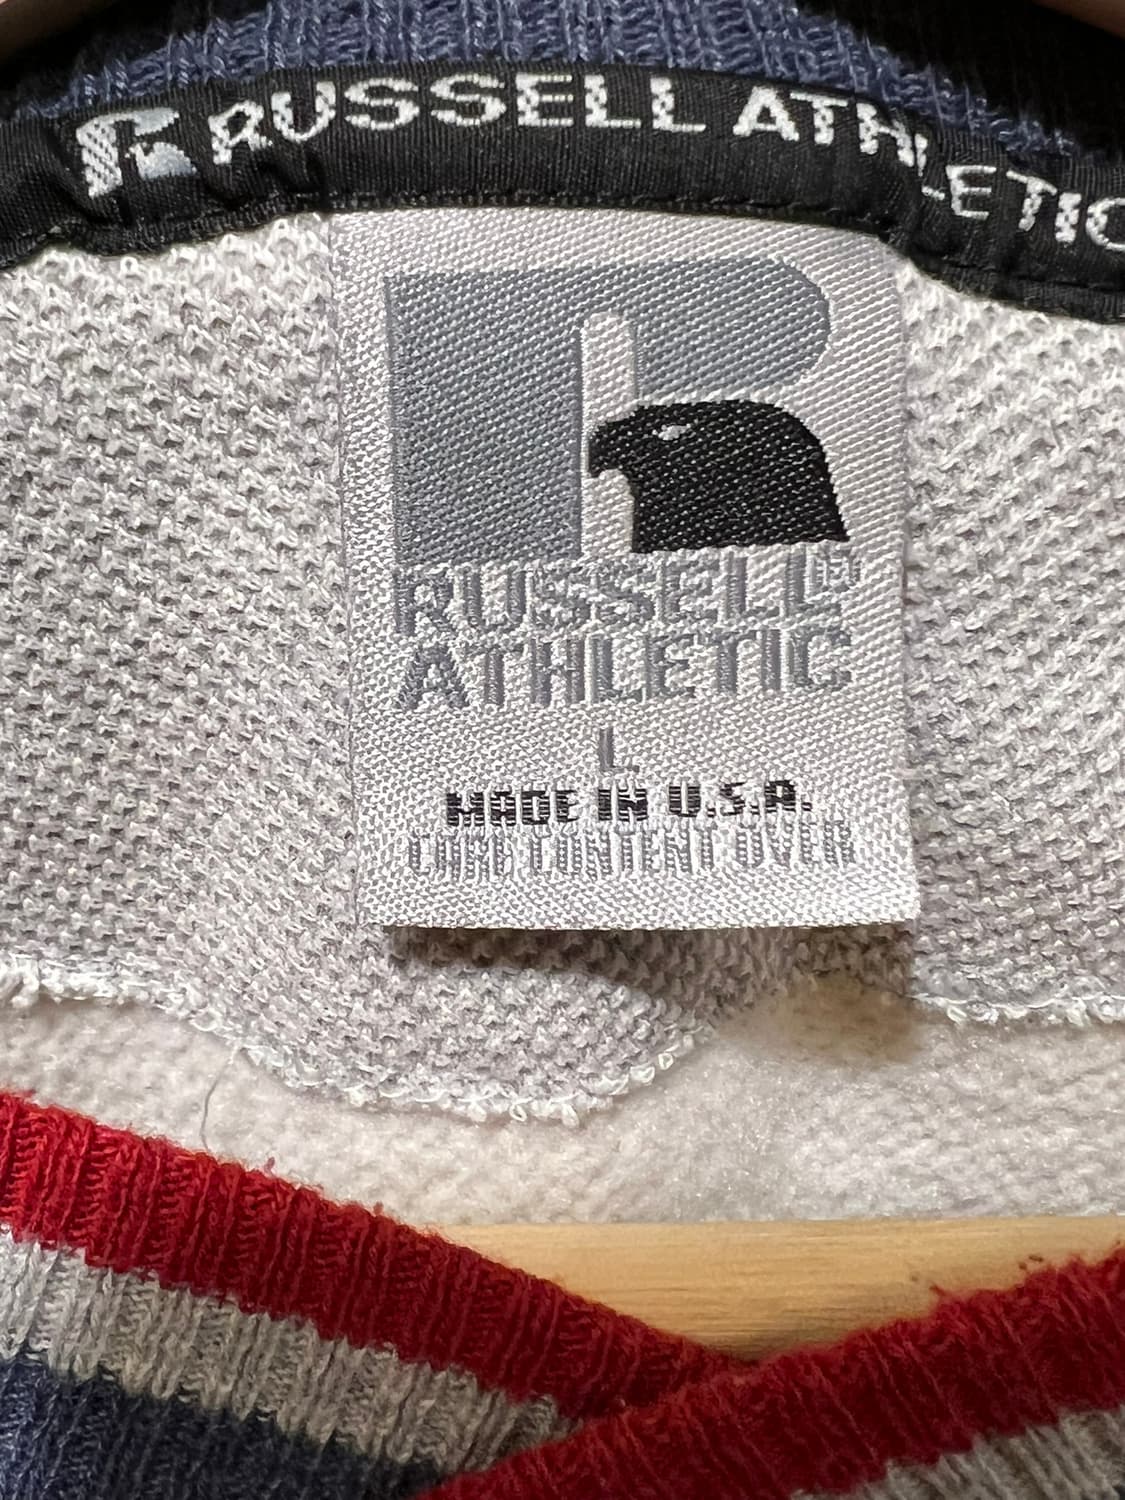 RUSSELL ATHLETIC
RUSSELL®
ATHLETIC
L
MADE IN U.S.A.
CARE CONTENT OVER